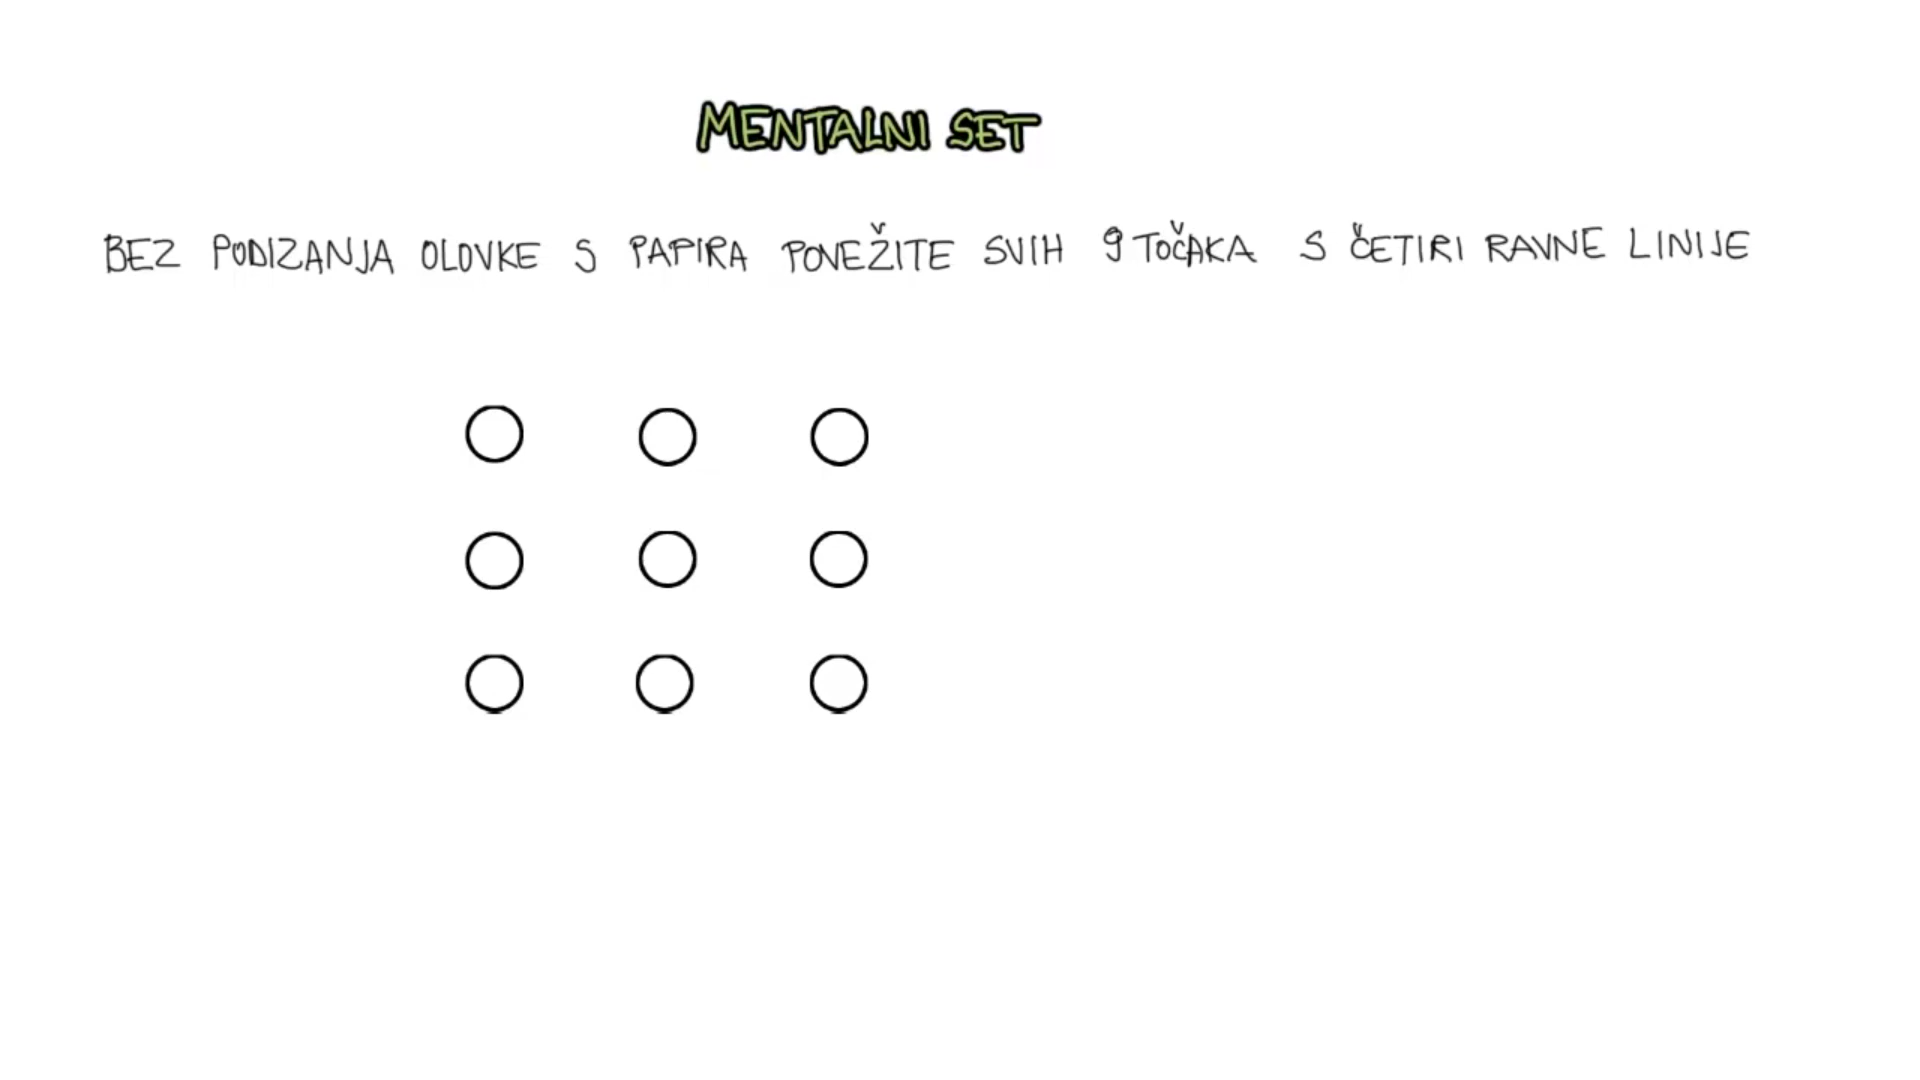 MENTALNI SET
BEZ PODIZANJA OLOVKE S PAPIRA POVEŽITE SVIH 9 TOČAKA S ČETIRI RAVNE LINIJE